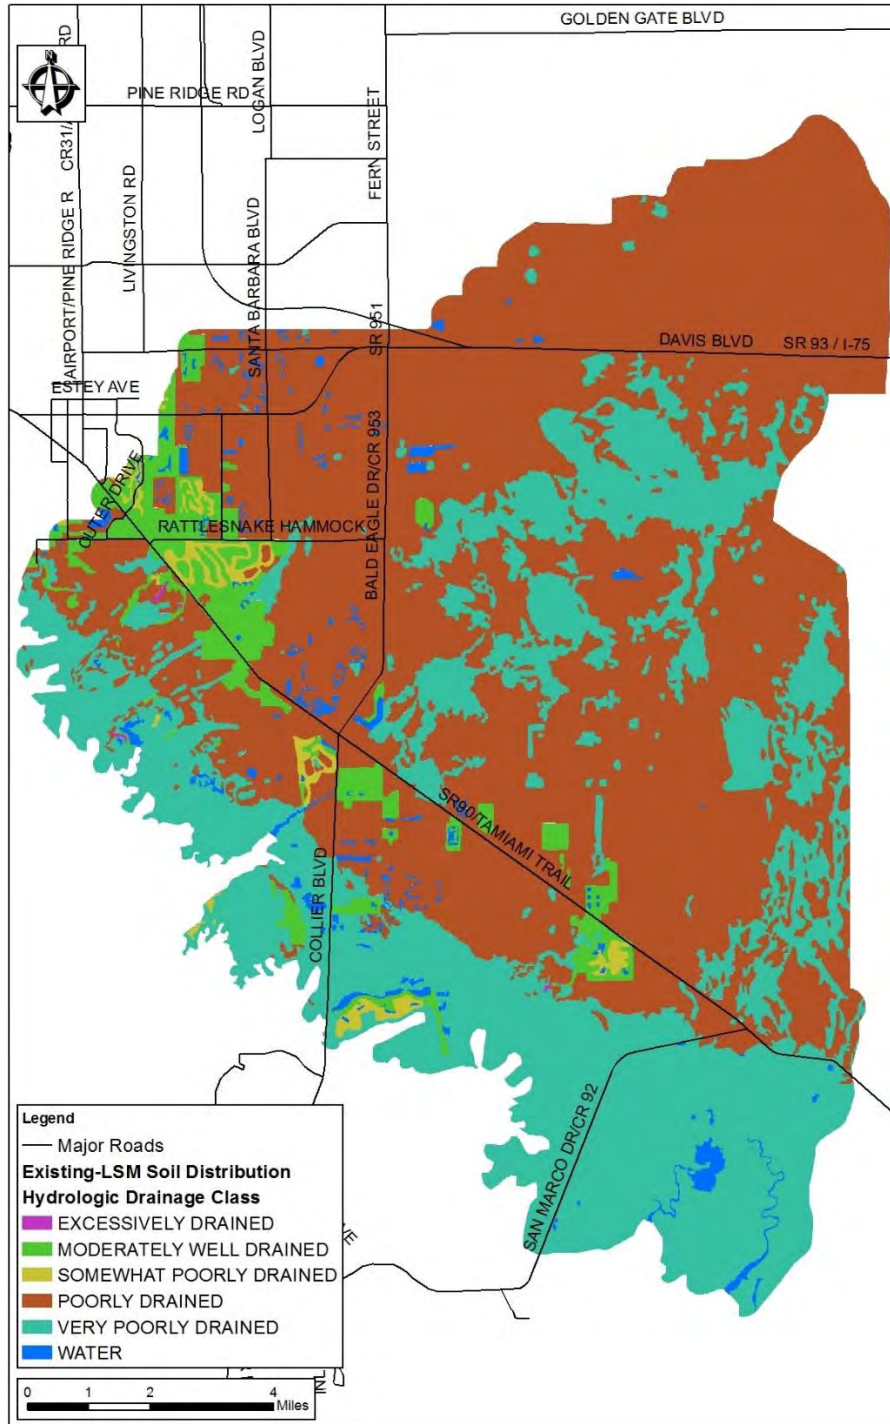 GOLDEN GATE BLVD
N
PINE RIDGE RD
LOGAN BLVD
FERN STREET
AIRPORT/PINE RIDGE R
LIVINGSTON RD
SANTA BARBARA BLVD
SR 951
DAVIS BLVD
SR 93 / I-75
ESTEY AVE
BALD EAGLE DR/CR 953
OUTER DRIVE
RATTLESNAKE HAMMOCK
SR90/TAMIAMI TRAIL
COLLIER BLVD
SAN MARCO DR/CR 92
Legend
Major Roads
Existing-LSM Soil Distribution
Hydrologic Drainage Class
EXCESSIVELY DRAINED
MODERATELY WELL DRAINED
SOMEWHAT POORLY DRAINED
POORLY DRAINED
VERY POORLY DRAINED
WATER
0 1 2 4
Miles